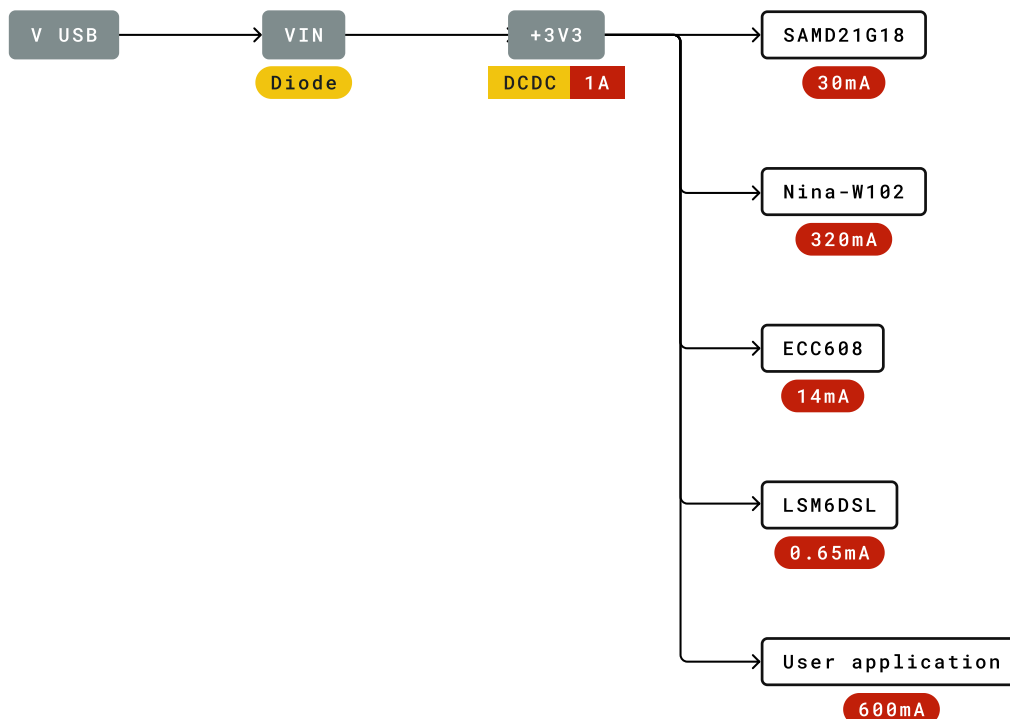 V USB
VIN
+3V3
SAMD21G18
Diode
DCDC
1A
30mA
Nina-W102
320mA
ECC608
14mA
LSM6DSL
0.65mA
User application
600mA